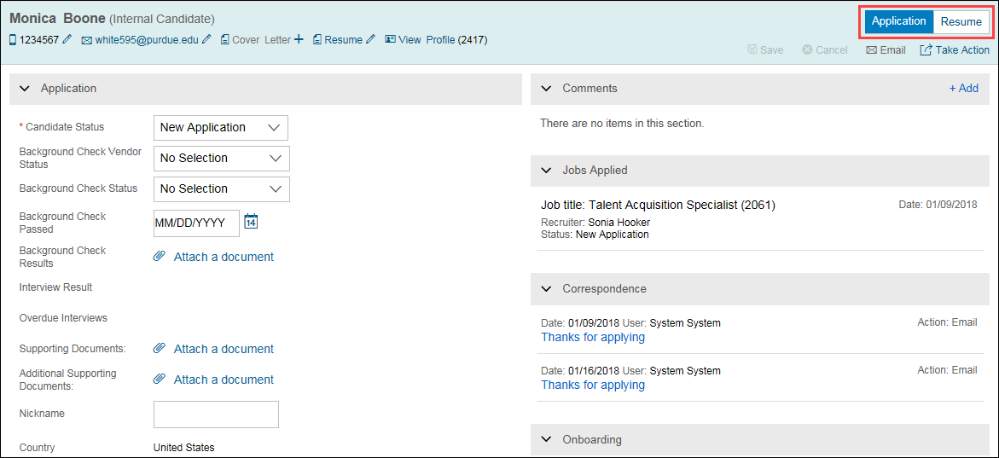 Monica Boone (Internal Candidate)
Application Resume
1234567 white595@purdue.edu Cover Letter + Resume View Profile (2417)
Save Cancel Email Take Action
Application
* Candidate Status New Application
Background Check Vendor
Status
No Selection
Background Check Status No Selection
Background Check
Passed
MM/DD/YYYY 14
Background Check
Results
Attach a document
Interview Result
Overdue Interviews
Supporting Documents: Attach a document
Additional Supporting
Documents:
Attach a document
Nickname
Country United States
Comments + Add
There are no items in this section.
Jobs Applied
Job title: Talent Acquisition Specialist (2061) Date: 01/09/2018
Recruiter: Sonia Hooker
Status: New Application
Correspondence
Date: 01/09/2018 User: System System Action: Email
Thanks for applying
Date: 01/16/2018 User: System System Action: Email
Thanks for applying
Onboarding